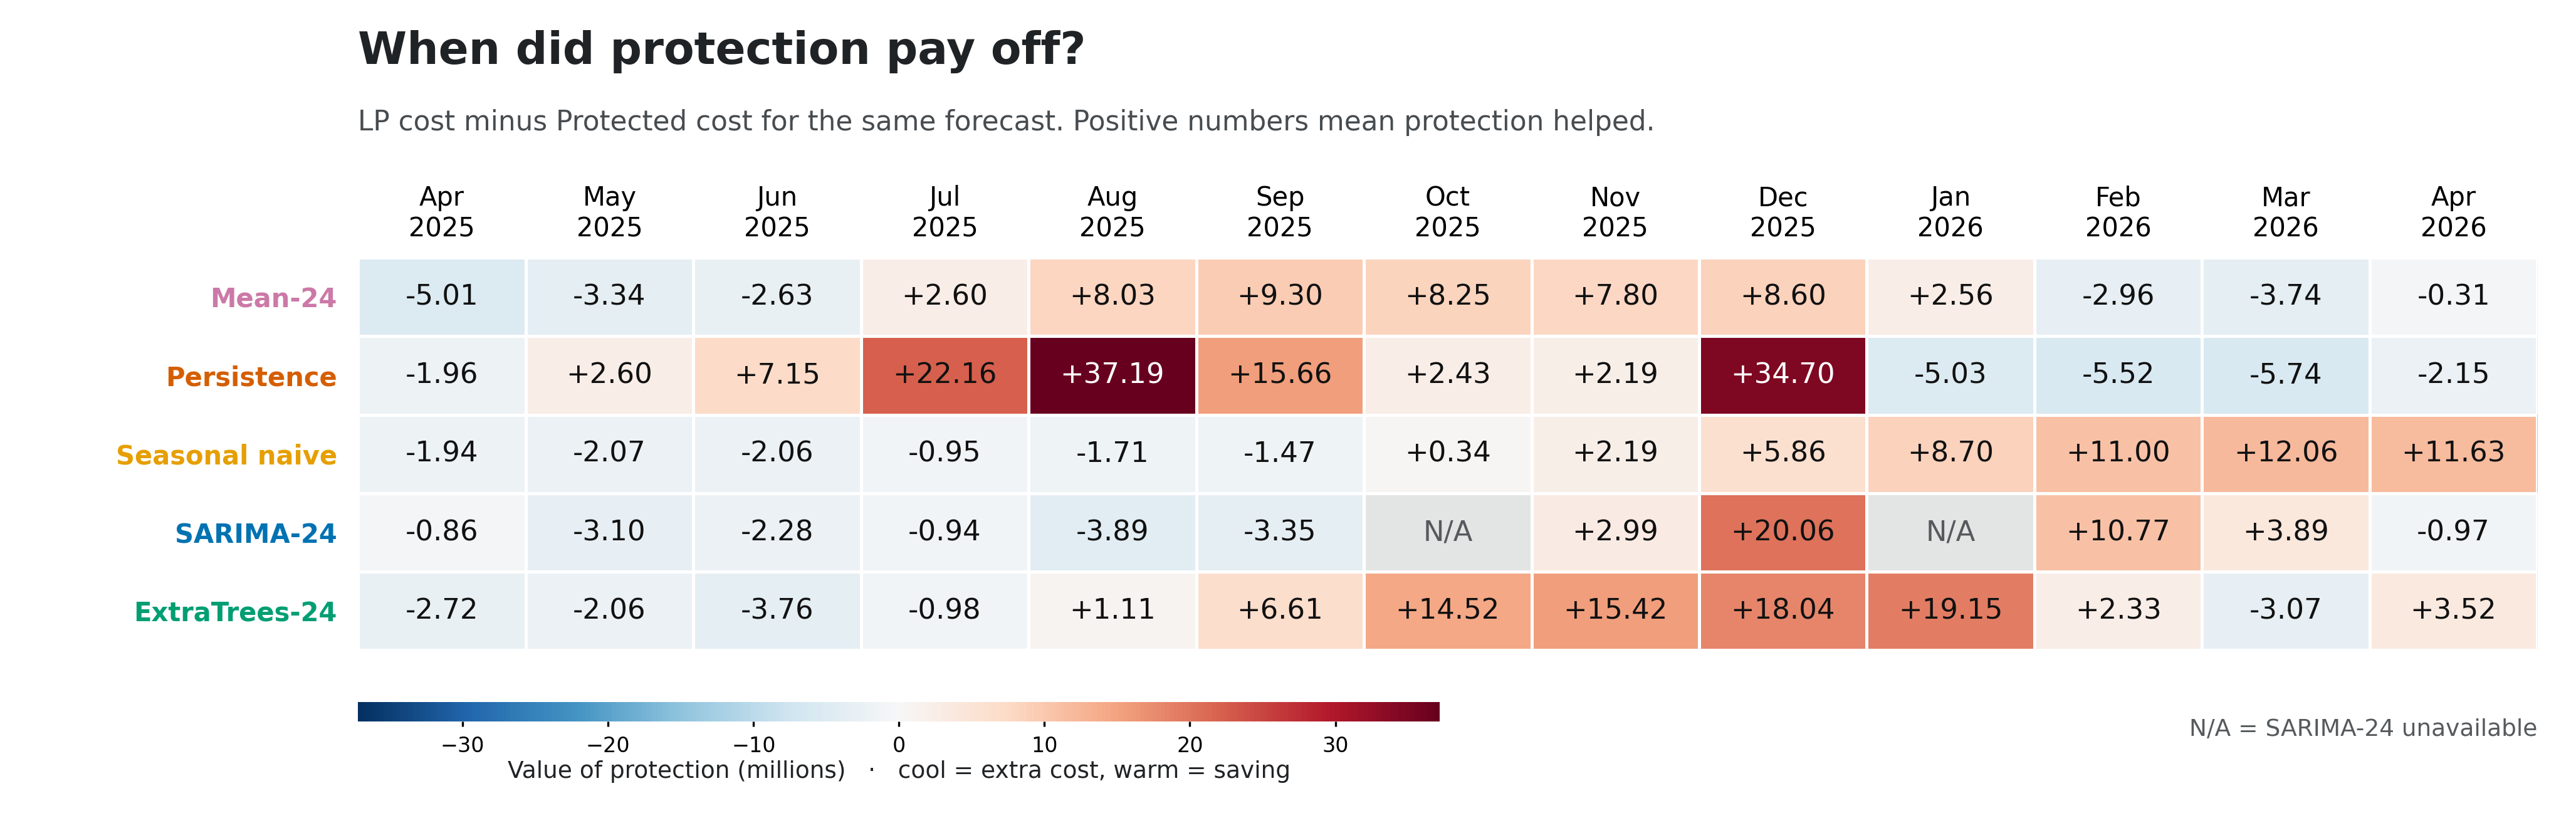 When did protection pay off?
LP cost minus Protected cost for the same forecast. Positive numbers mean protection helped.
Apr May Jun Jul Aug Sep Oct Nov Dec Jan Feb Mar Apr
2025 2025 2025 2025 2025 2025 2025 2025 2025 2026 2026 2026 2026
Mean-24 -5.01 -3.34 -2.63 +2.60 +8.03 +9.30 +8.25 +7.80 +8.60 +2.56 -2.96 -3.74 -0.31
Persistence -1.96 +2.60 +7.15 +22.16 +37.19 +15.66 +2.43 +2.19 +34.70 -5.03 -5.52 -5.74 -2.15
Seasonal naive -1.94 -2.07 -2.06 -0.95 -1.71 -1.47 +0.34 +2.19 +5.86 +8.70 +11.00 +12.06 +11.63
SARIMA-24 -0.86 -3.10 -2.28 -0.94 -3.89 -3.35 N/A +2.99 +20.06 N/A +10.77 +3.89 -0.97
ExtraTrees-24 -2.72 -2.06 -3.76 -0.98 +1.11 +6.61 +14.52 +15.42 +18.04 +19.15 +2.33 -3.07 +3.52
N/A = SARIMA-24 unavailable
−30 −20 −10 0 10 20 30
Value of protection (millions) · cool = extra cost, warm = saving